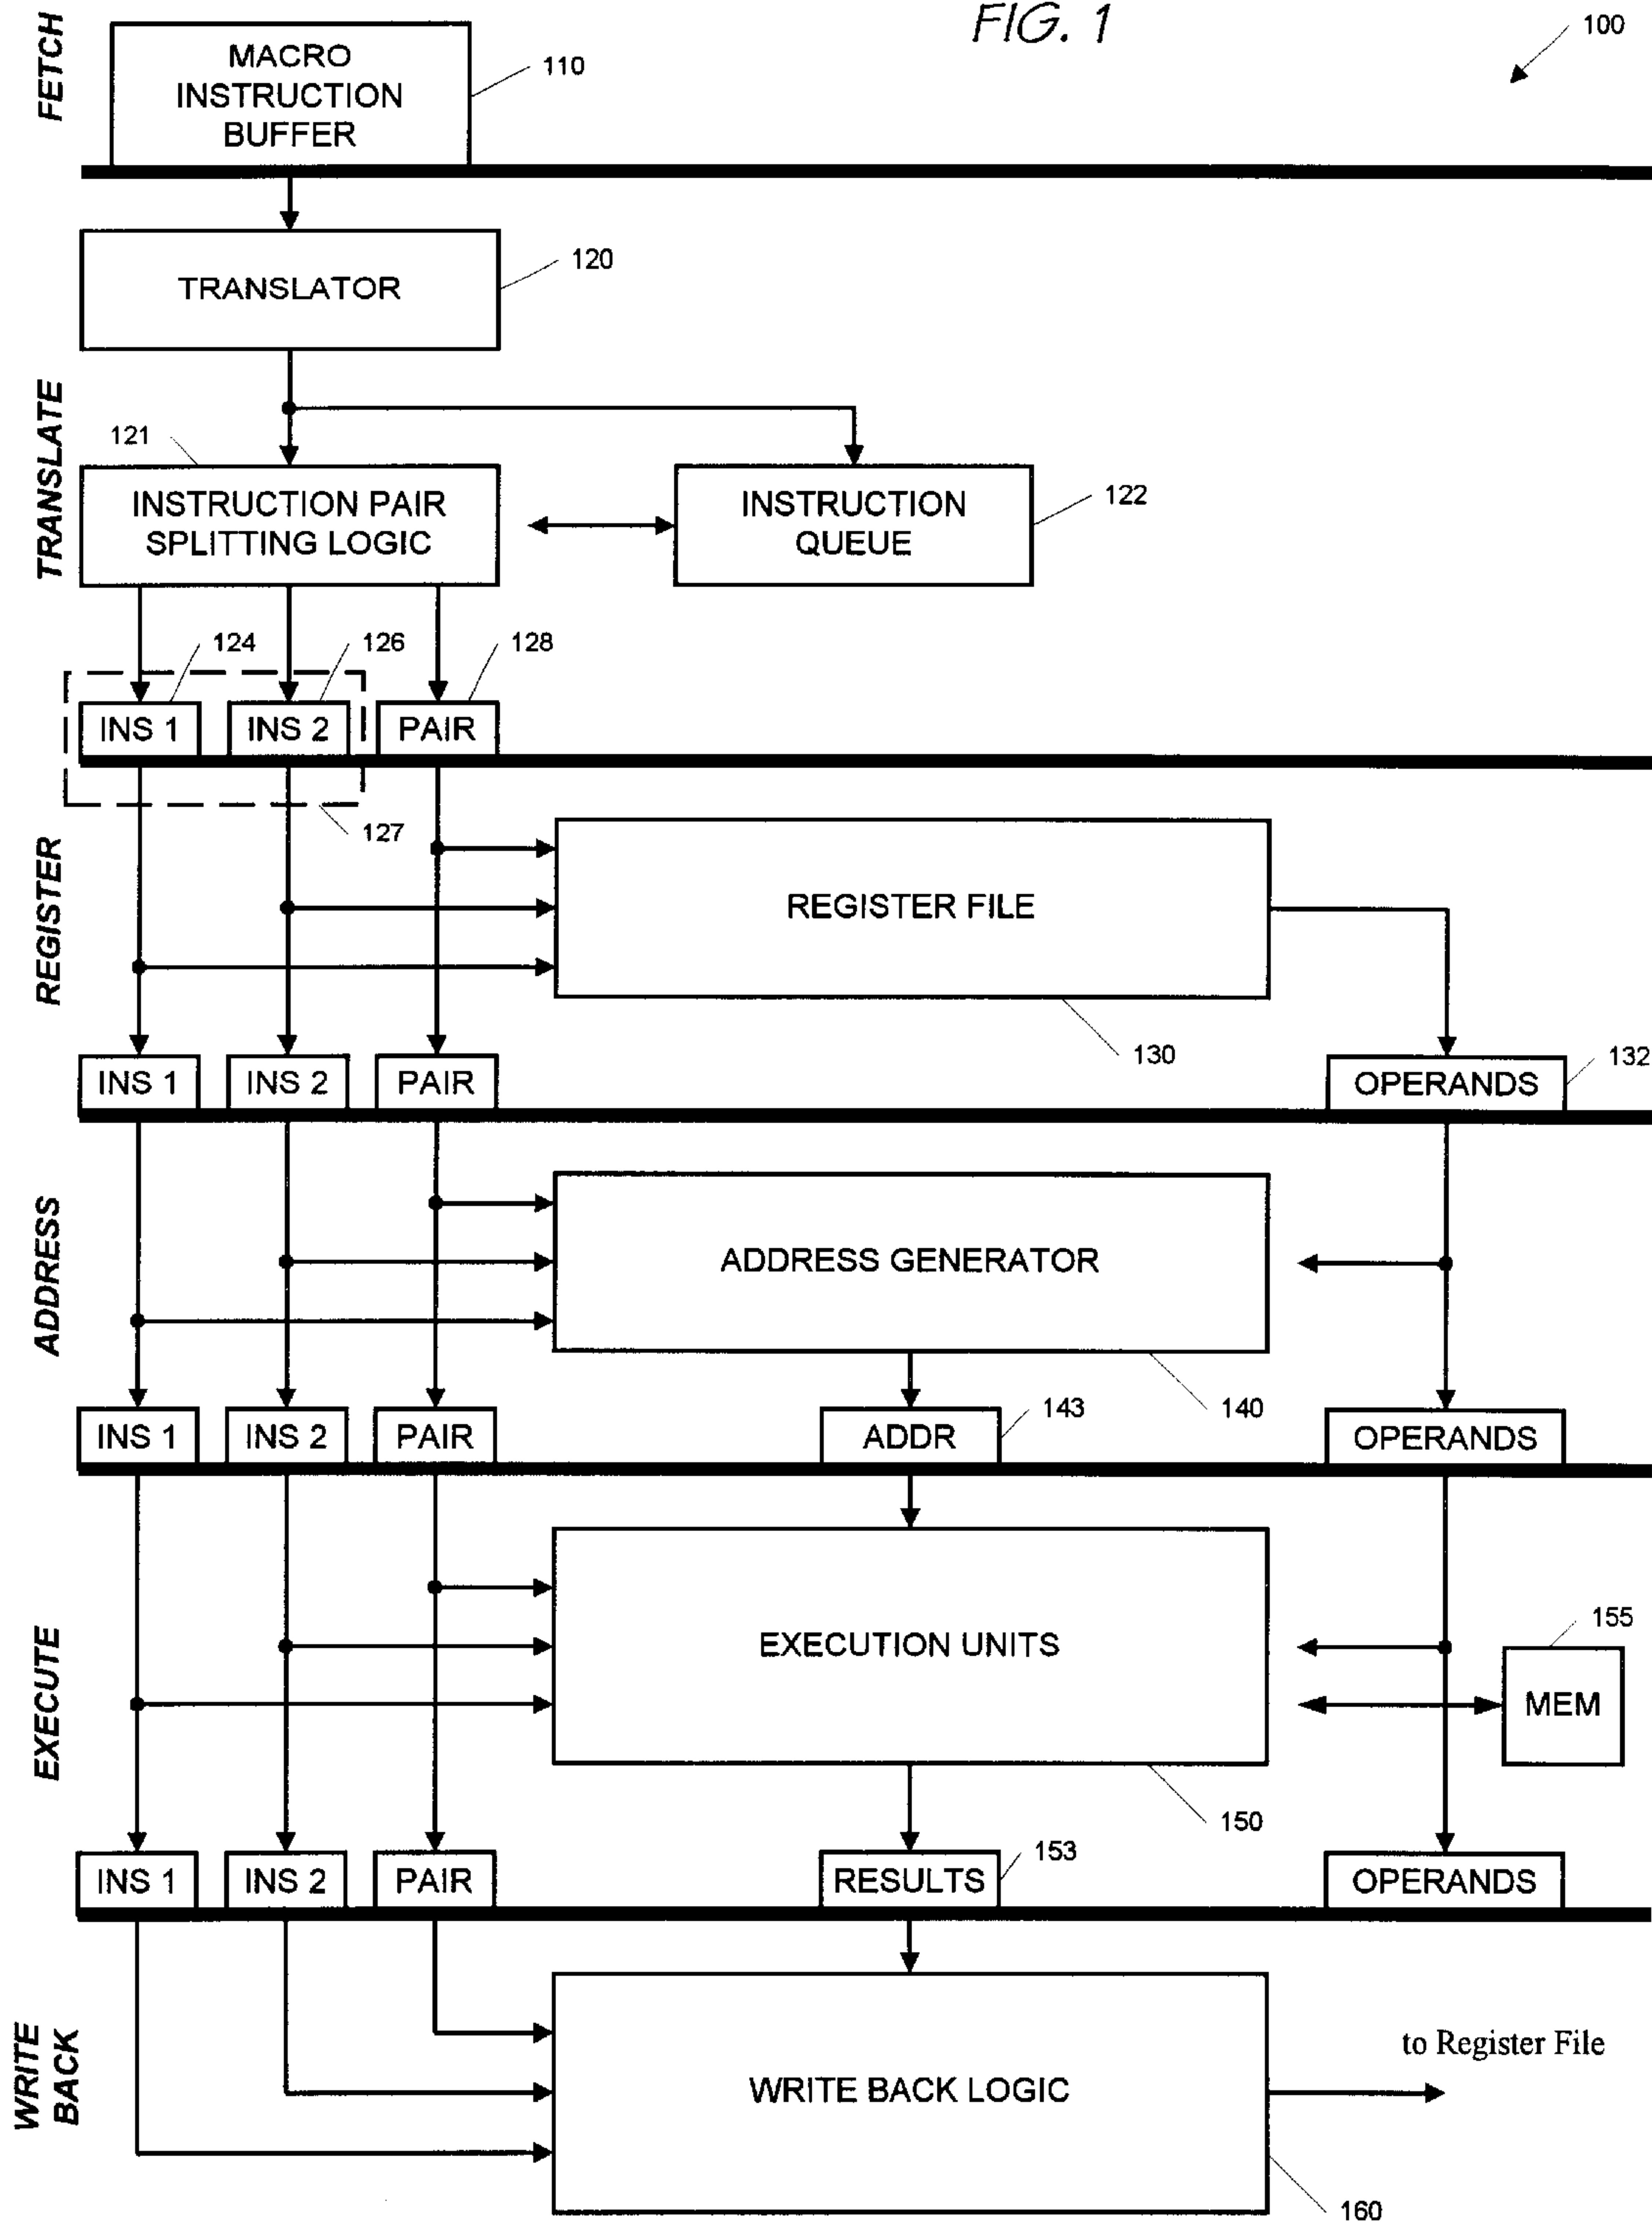 FIG. 1
100
FETCH
MACRO
INSTRUCTION
BUFFER
110
TRANSLATE
TRANSLATOR
120
121
INSTRUCTION PAIR
SPLITTING LOGIC
INSTRUCTION
QUEUE
122
124
126
128
INS 1
INS 2
PAIR
127
REGISTER
REGISTER FILE
130
INS 1
INS 2
PAIR
OPERANDS
132
ADDRESS
ADDRESS GENERATOR
140
INS 1
INS 2
PAIR
ADDR
143
OPERANDS
EXECUTE
EXECUTION UNITS
155
MEM
150
INS 1
INS 2
PAIR
RESULTS
153
OPERANDS
WRITE
BACK
WRITE BACK LOGIC
to Register File
160